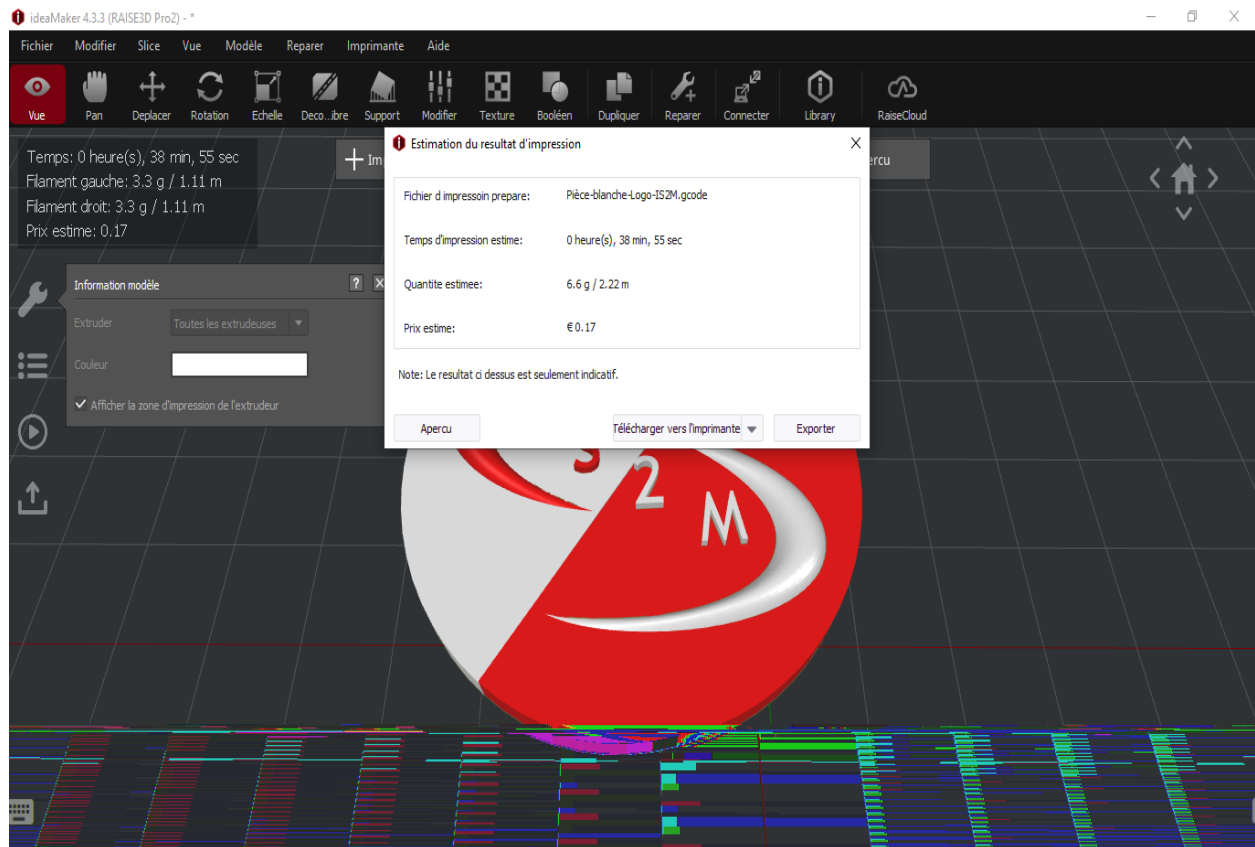 ideaMaker 4.3.3 (RAISE3D Pro2) - *
Fichier Modifier Slice Vue Modèle Reparer Imprimante Aide
Vue Pan Deplacer Rotation Echelle Deco...ibre Support Modifier Texture Booléen Dupliquer Reparer Connecter Library RaiseCloud
Temps: 0 heure(s), 38 min, 55 sec
Filament gauche: 3.3 g / 1.11 m
Filament droit: 3.3 g / 1.11 m
Prix estime: 0.17
Information modèle ?
Extruder Toutes les extrudeuses
Couleur
Afficher la zone d'impression de l'extrudeur
Estimation du resultat d'impression
Fichier d impressoin prepare: Pièce-blanche-Logo-IS2M.gcode
Temps d'impression estime: 0 heure(s), 38 min, 55 sec
Quantite estimee: 6.6 g / 2.22 m
Prix estime: € 0.17
Note: Le resultat ci dessus est seulement indicatif.
Apercu Télécharger vers l'imprimante Exporter
S 2 M